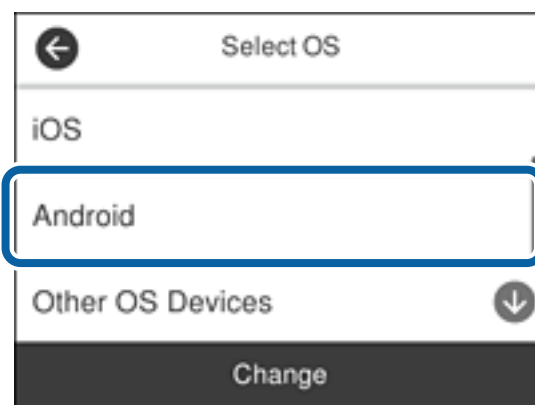 Select OS
iOS
Android
Other OS Devices
Change